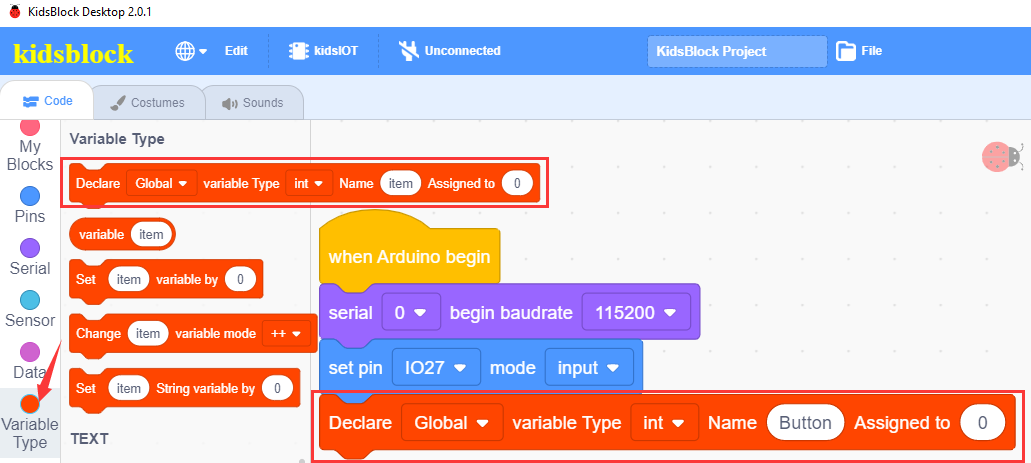 KidsBlock Desktop 2.0.1
kidsblock Edit kidsIOT Unconnected KidsBlock Project File
Code Costumes Sounds
My Blocks
Pins
Serial
Sensor
Data
Variable Type
Variable Type
Declare Global variable Type int Name item Assigned to 0
variable item
Set item variable by 0
Change item variable mode ++
Set item String variable by 0
TEXT
when Arduino begin
serial 0 begin baudrate 115200
set pin IO27 mode input
Declare Global variable Type int Name Button Assigned to 0